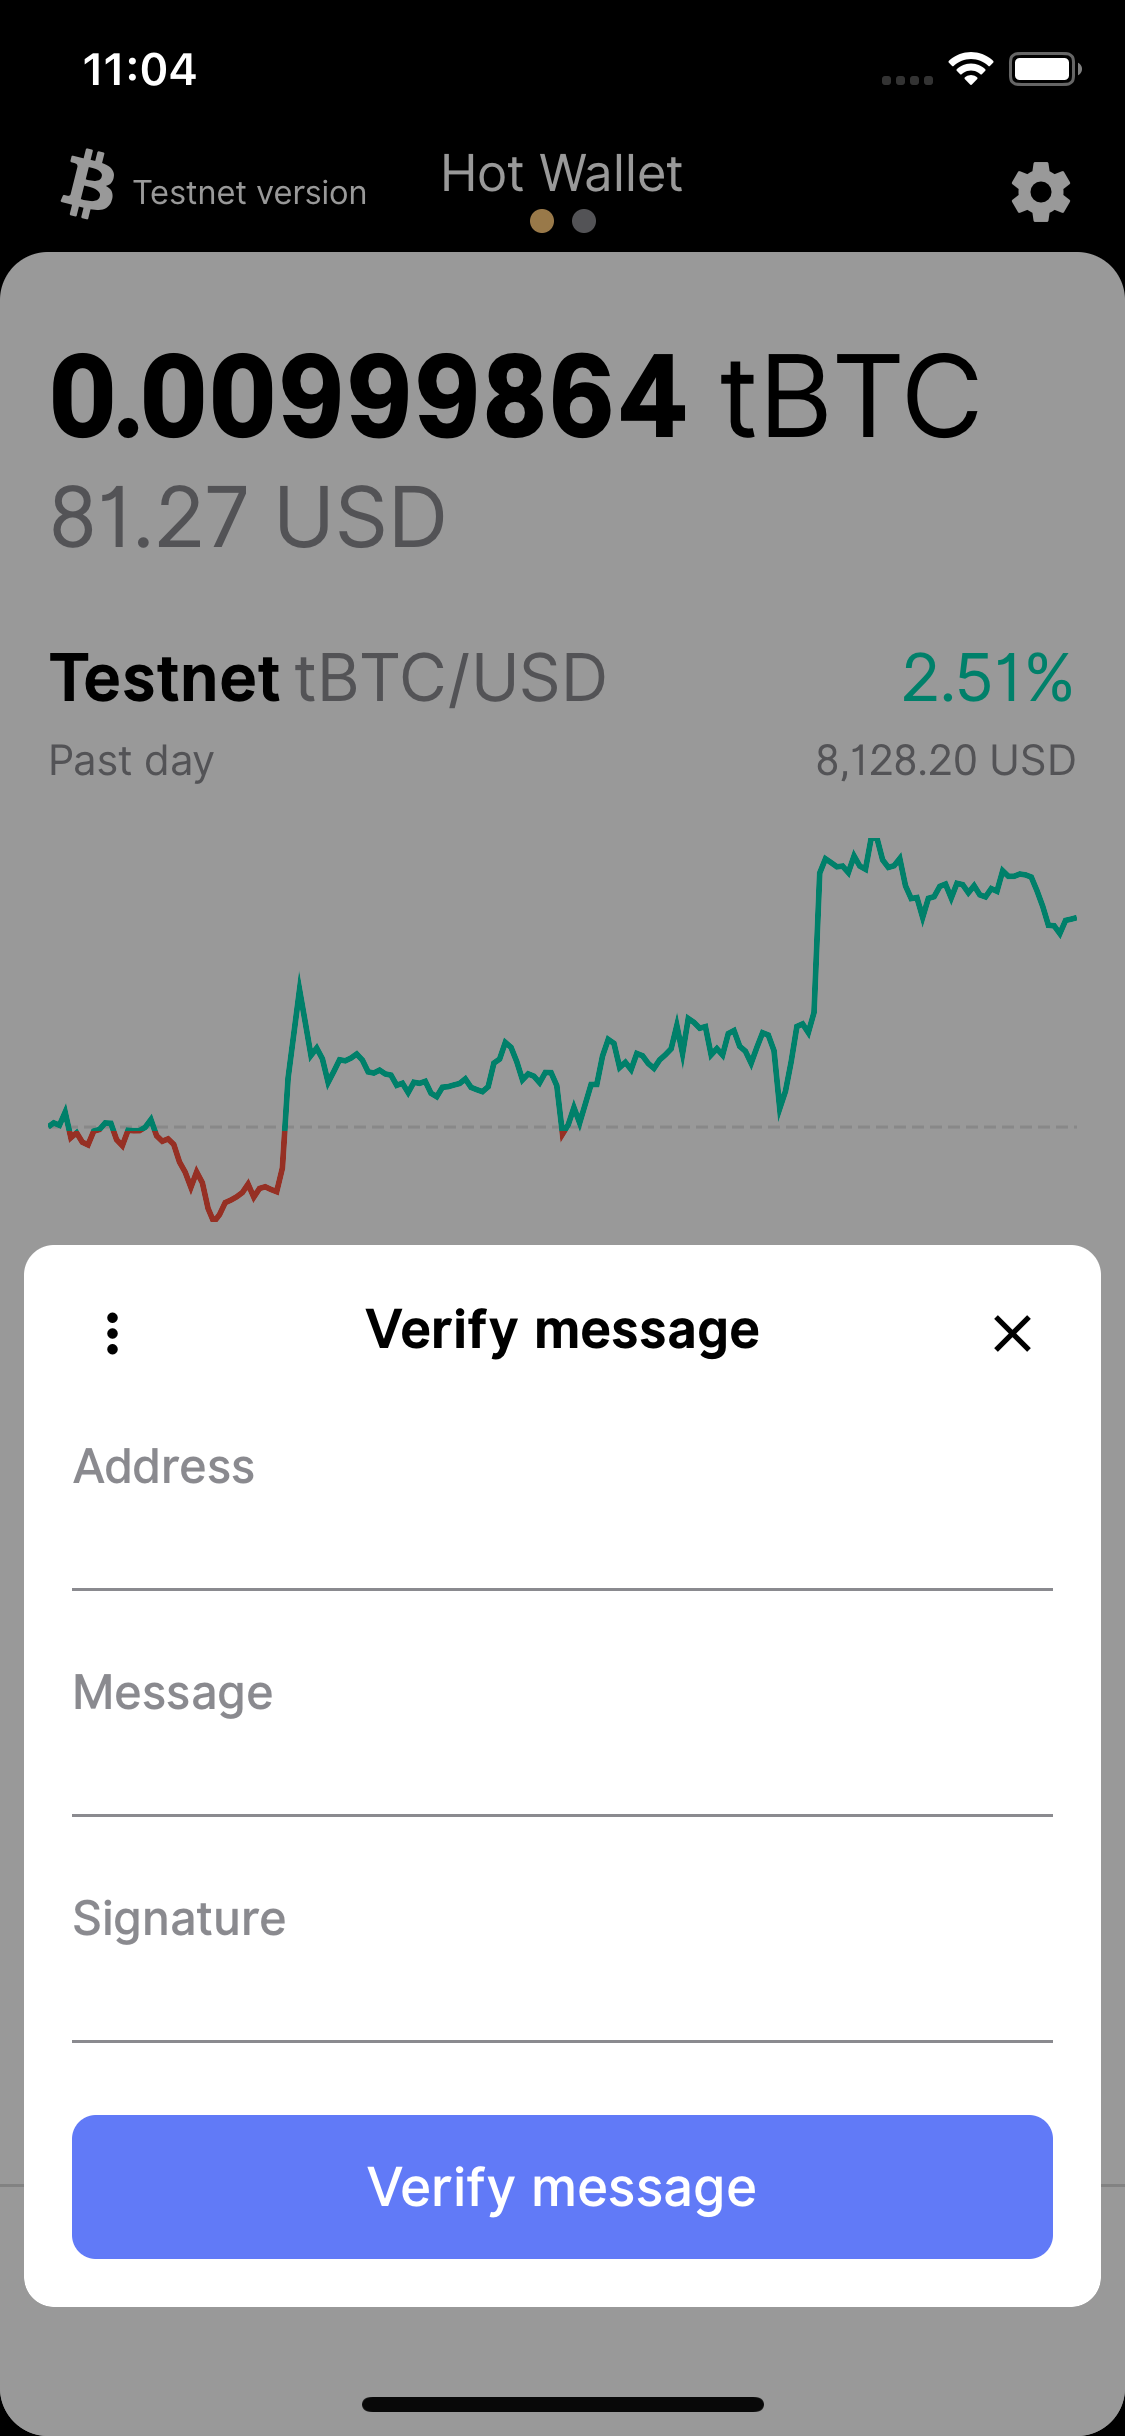 11:04
Testnet version
Hot Wallet
0.00999864 tBTC
81.27 USD
Testnet tBTC/USD 2.51%
Past day 8,128.20 USD
Verify message
Address
Message
Signature
Verify message